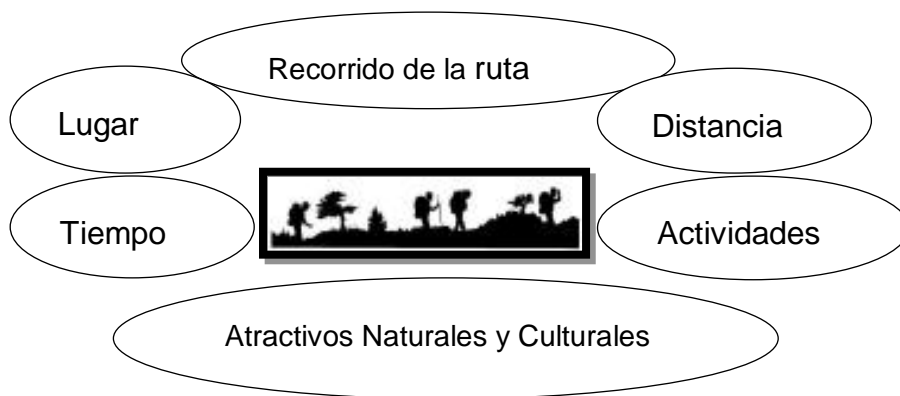 Recorrido de la ruta
Lugar
Distancia
Tiempo
Actividades
Atractivos Naturales y Culturales